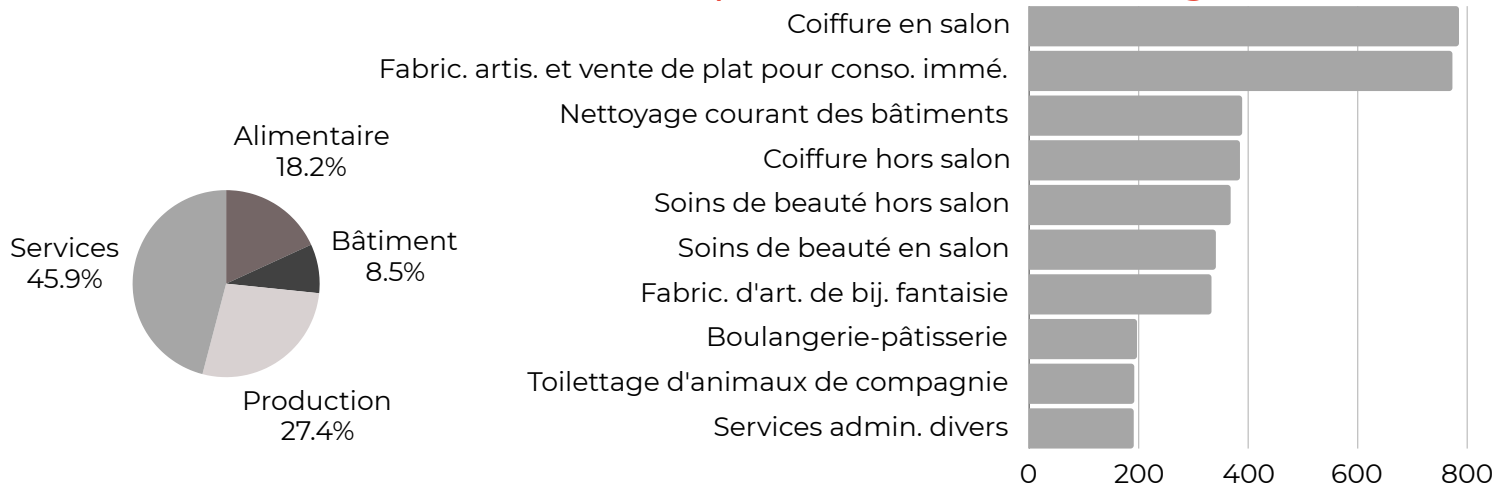 Alimentaire
18.2%
Bâtiment
8.5%
Services
45.9%
Production
27.4%
Coiffure en salon
Fabric. artis. et vente de plat pour conso. immé.
Nettoyage courant des bâtiments
Coiffure hors salon
Soins de beauté hors salon
Soins de beauté en salon
Fabric. d'art. de bij. fantaisie
Boulangerie-pâtisserie
Toilettage d'animaux de compagnie
Services admin. divers
0 200 400 600 800